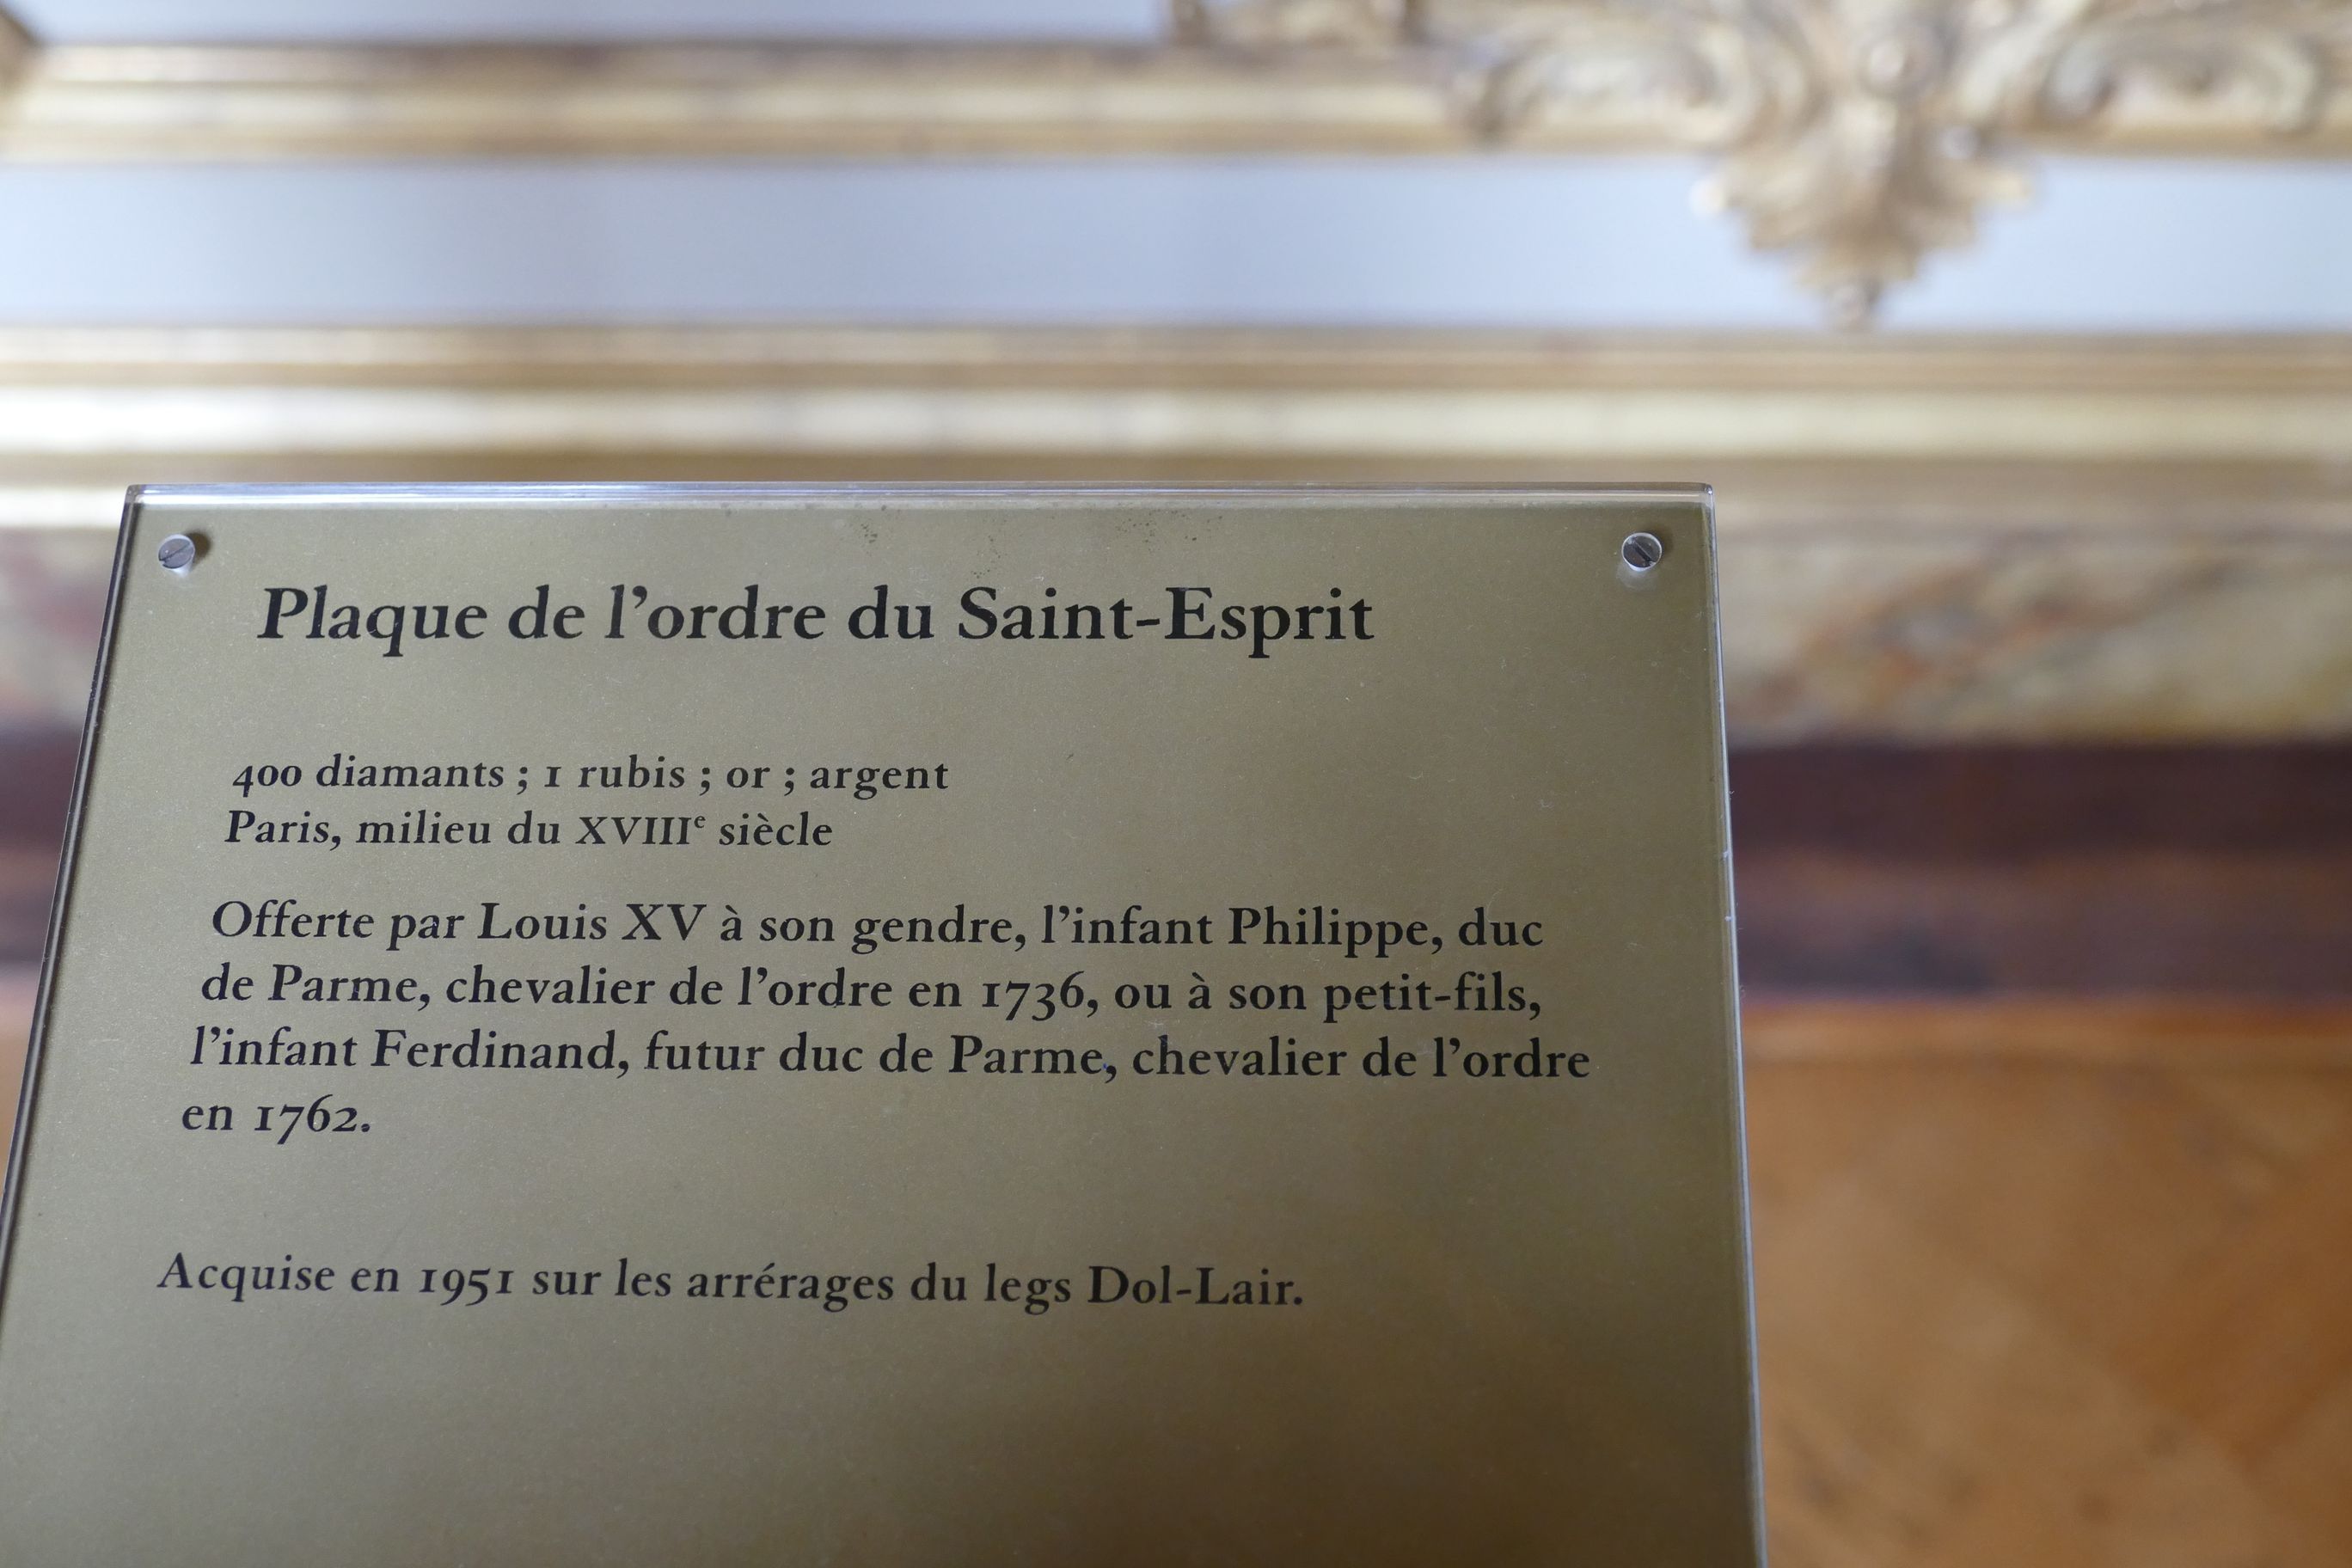 Plaque de l’ordre du Saint-Esprit
400 diamants ; 1 rubis ; or ; argent
Paris, milieu du XVIIIe siècle
Offerte par Louis XV à son gendre, l’infant Philippe, duc
de Parme, chevalier de l’ordre en 1736, ou à son petit-fils,
l’infant Ferdinand, futur duc de Parme, chevalier de l’ordre
en 1762.
Acquise en 1951 sur les arrérages du legs Dol-Lair.